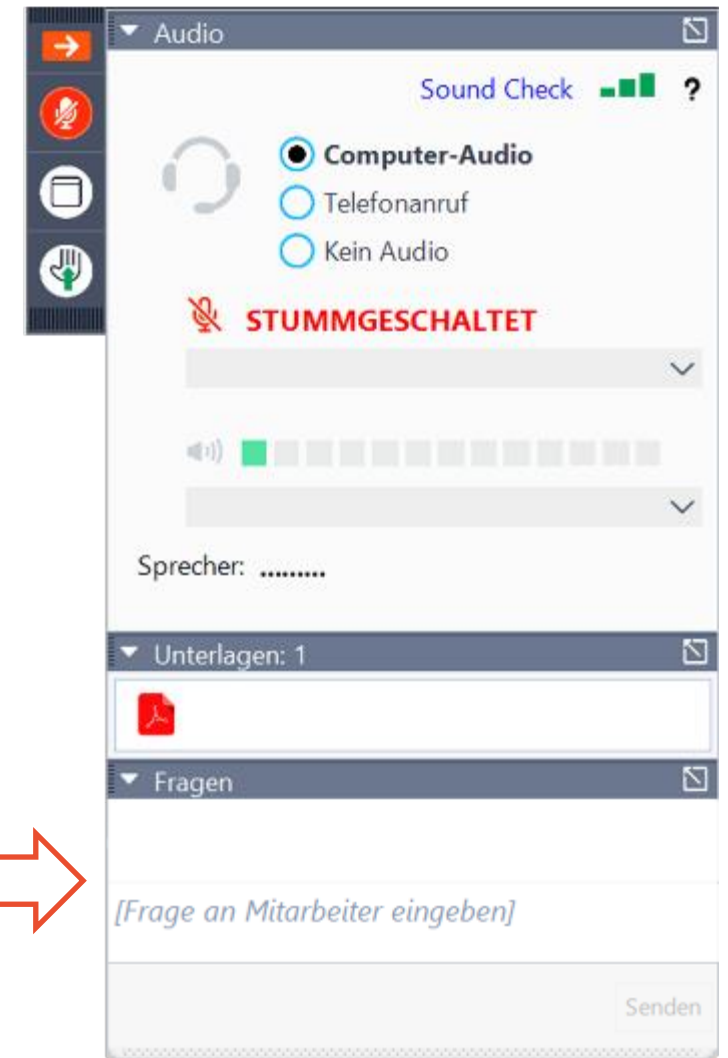 Audio
Sound Check ?
Computer-Audio
Telefonanruf
Kein Audio
STUMMGESCHALTET
Sprecher: .........
Unterlagen: 1
Fragen
[Frage an Mitarbeiter eingeben]
Senden